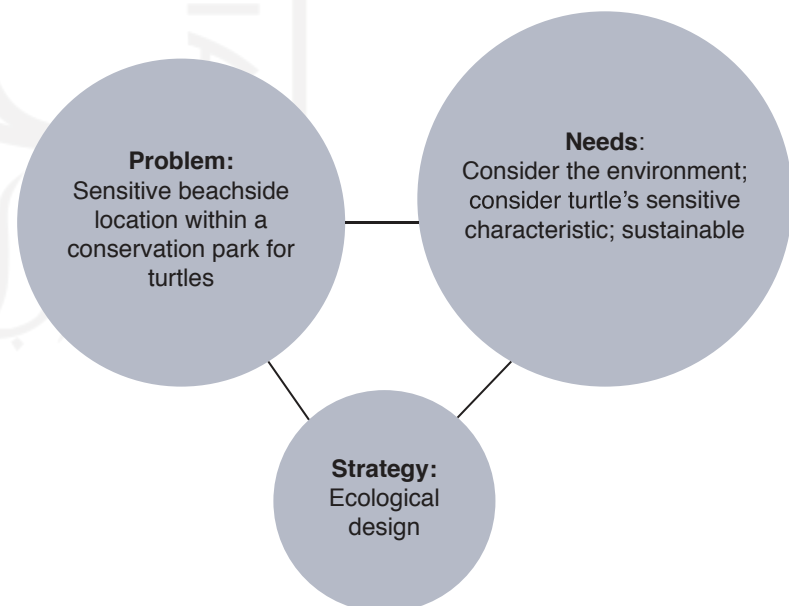 Problem:
Sensitive beachside
location within a
conservation park for
turtles
Needs:
Consider the environment;
consider turtle's sensitive
characteristic; sustainable
Strategy:
Ecological
design